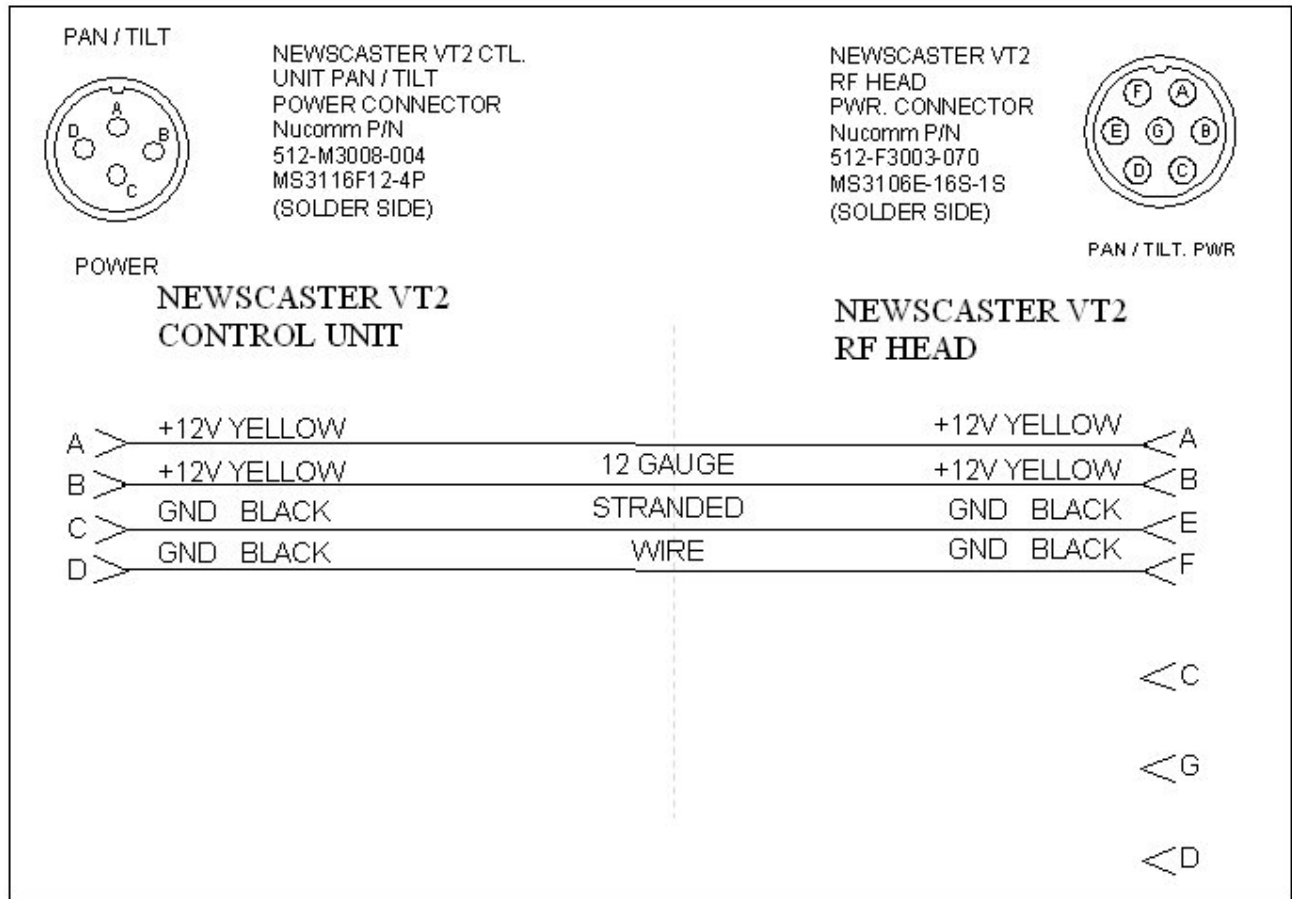 PAN / TILT
A
D
B
C
POWER
NEWSCASTER VT2 CTL.
UNIT PAN / TILT
POWER CONNECTOR
Nucomm P/N
512-M3008-004
MS3116F12-4P
(SOLDER SIDE)
NEWSCASTER VT2
RF HEAD
PWR. CONNECTOR
Nucomm P/N
512-F3003-070
MS3106E-16S-1S
(SOLDER SIDE)
F A
E G B
D C
PAN / TILT. PWR
NEWSCASTER VT2
CONTROL UNIT
NEWSCASTER VT2
RF HEAD
A +12V YELLOW +12V YELLOW A
12 GAUGE
B +12V YELLOW +12V YELLOW B
STRANDED
C GND BLACK GND BLACK E
WIRE
D GND BLACK GND BLACK F
C
G
D